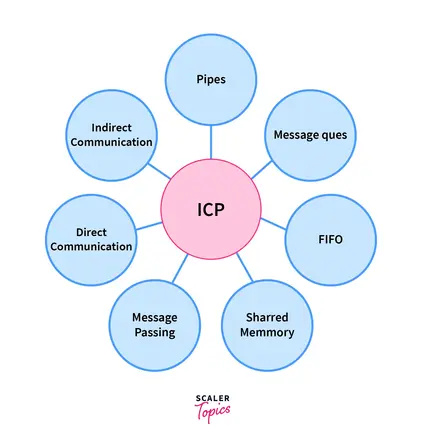 Pipes
Indirect
Communication
Message ques
ICP
Direct
Communication
FIFO
Message
Passing
Sharred
Memmory
SCALER
Topics